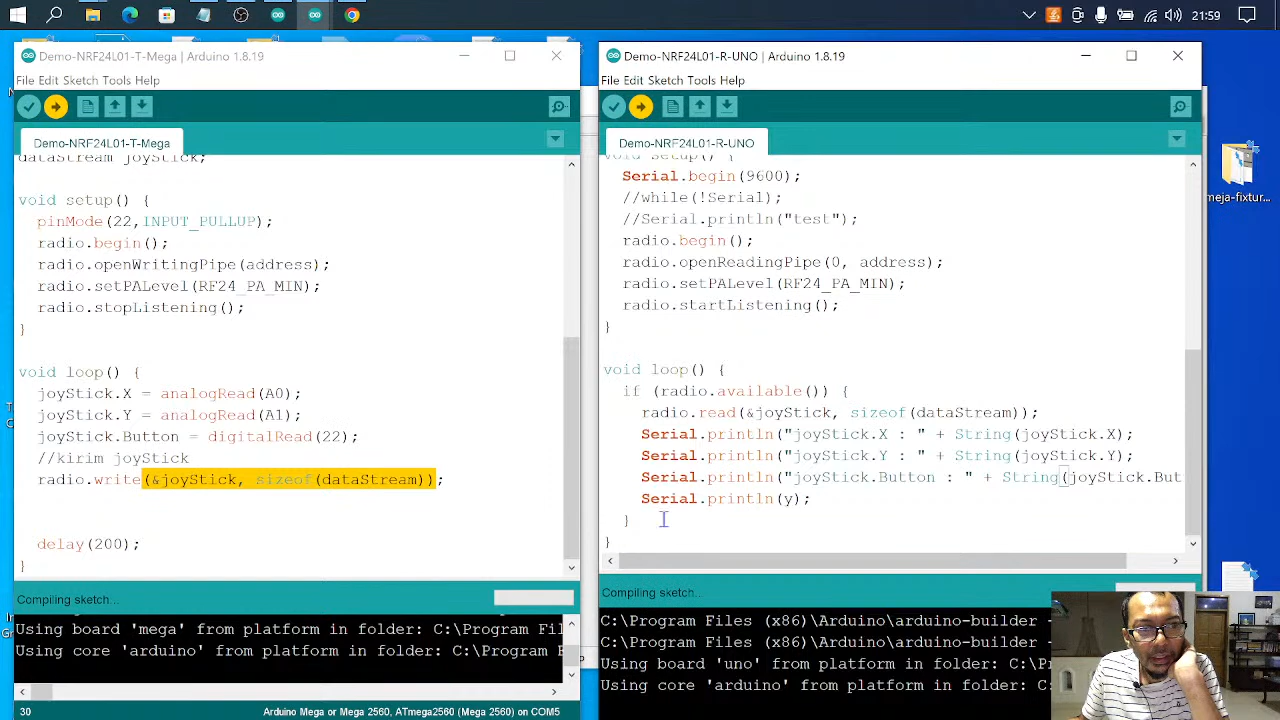 21:59
Demo-NRF24L01-T-Mega | Arduino 1.8.19
File Edit Sketch Tools Help
Demo-NRF24L01-T-Mega
dataStream joyStick;
void setup() {
pinMode(22,INPUT_PULLUP);
radio.begin();
radio.openWritingPipe(address);
radio.setPALevel(RF24_PA_MIN);
radio.stopListening();
}
void loop() {
joyStick.X = analogRead(A0);
joyStick.Y = analogRead(A1);
joyStick.Button = digitalRead(22);
//kirim joyStick
radio.write(&joyStick, sizeof(dataStream));
delay(200);
}
Compiling sketch...
Using board 'mega' from platform in folder: C:\Program Fil
Using core 'arduino' from platform in folder: C:\Program F
30
Arduino Mega or Mega 2560, ATmega2560 (Mega 2560) on COM5
Demo-NRF24L01-R-UNO | Arduino 1.8.19
File Edit Sketch Tools Help
Demo-NRF24L01-R-UNO
void setup() {
Serial.begin(9600);
//while(!Serial);
//Serial.println("test");
radio.begin();
radio.openReadingPipe(0, address);
radio.setPALevel(RF24_PA_MIN);
radio.startListening();
}
void loop() {
if (radio.available()) {
radio.read(&joyStick, sizeof(dataStream));
Serial.println("joyStick.X : " + String(joyStick.X);
Serial.println("joyStick.Y : " + String(joyStick.Y);
Serial.println("joyStick.Button : " + String(joyStick.But
Serial.println(y);
}
}
Compiling sketch...
C:\Program Files (x86)\Arduino\arduino-builder -
C:\Program Files (x86)\Arduino\arduino-builder -
Using board 'uno' from platform in folder: C:\P
Using core 'arduino' from platform in folder: C:
meja-fixtur...